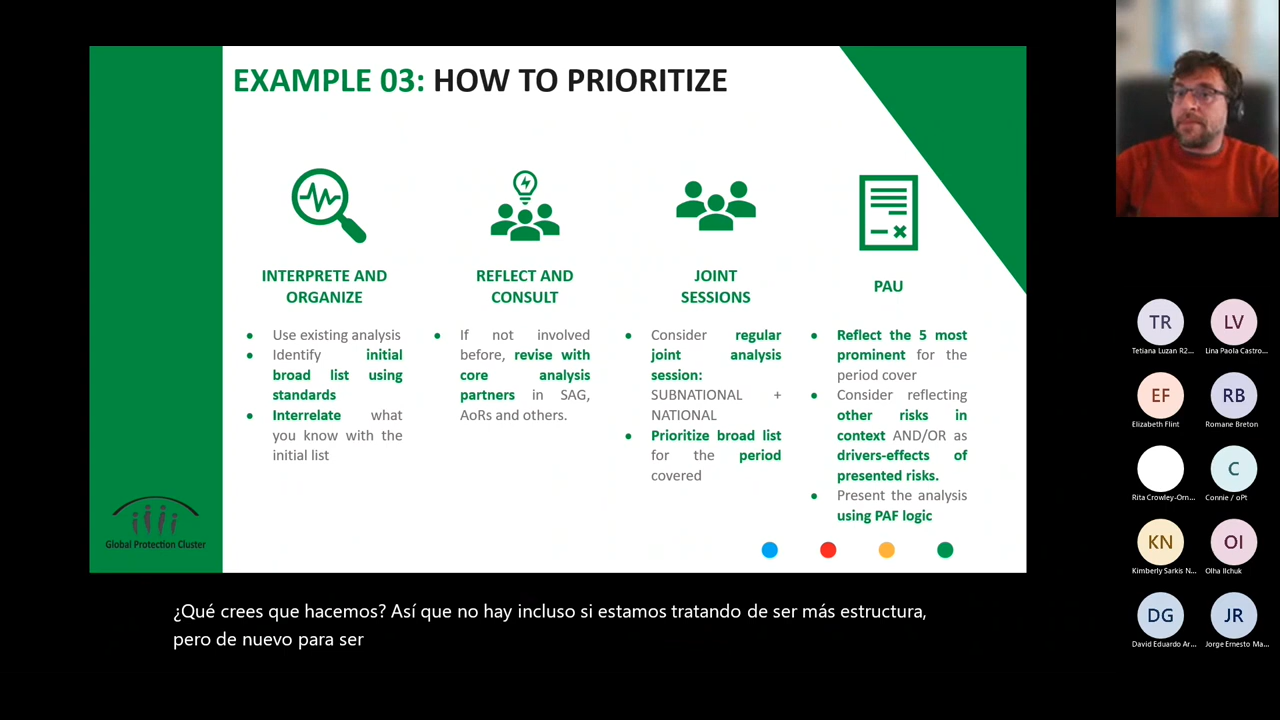 EXAMPLE 03: HOW TO PRIORITIZE
INTERPRETE AND
ORGANIZE
• Use existing analysis
• Identify initial
broad list using
standards
• Interrelate what
you know with the
initial list
REFLECT AND
CONSULT
• If not involved
before, revise with
core analysis
partners in SAG,
AoRs and others.
JOINT
SESSIONS
• Consider regular
joint analysis
session:
SUBNATIONAL +
NATIONAL
• Prioritize broad list
for the period
covered
PAU
• Reflect the 5 most
prominent for the
period cover
• Consider reflecting
other risks in
context AND/OR as
drivers-effects of
presented risks.
• Present the analysis
using PAF logic
Global Protection Cluster
¿Qué crees que hacemos? Así que no hay incluso si estamos tratando de ser más estructura,
pero de nuevo para ser
TR
Tetiana Luzan R2...
LV
Lina Paola Castro...
EF
Elizabeth Flint
RB
Romane Breton
Rita Crowley-Orn...
C
Connie / oPt
KN
Kimberly Sarkis N...
OI
Olha Ilchuk
DG
David Eduardo Ar...
JR
Jorge Ernesto Ma...